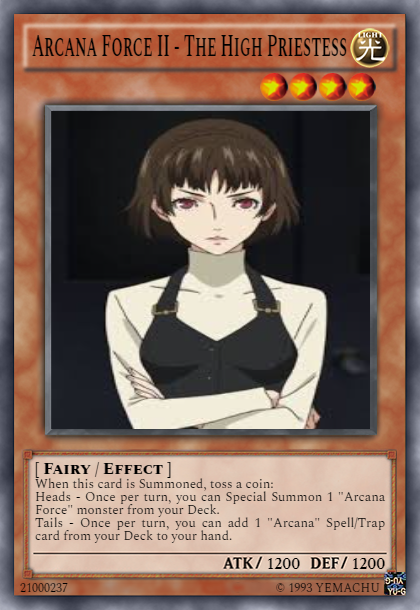 ARCANA FORCE II - THE HIGH PRIESTESS
LIGHT
光
[ FAIRY / EFFECT ]
When this card is Summoned, toss a coin:
Heads - Once per turn, you can Special Summon 1 "Arcana
Force" monster from your Deck.
Tails - Once per turn, you can add 1 "Arcana" Spell/Trap
card from your Deck to your hand.
ATK/ 1200 DEF/ 1200
21000237
© 1993 YEMACHU
YU-G